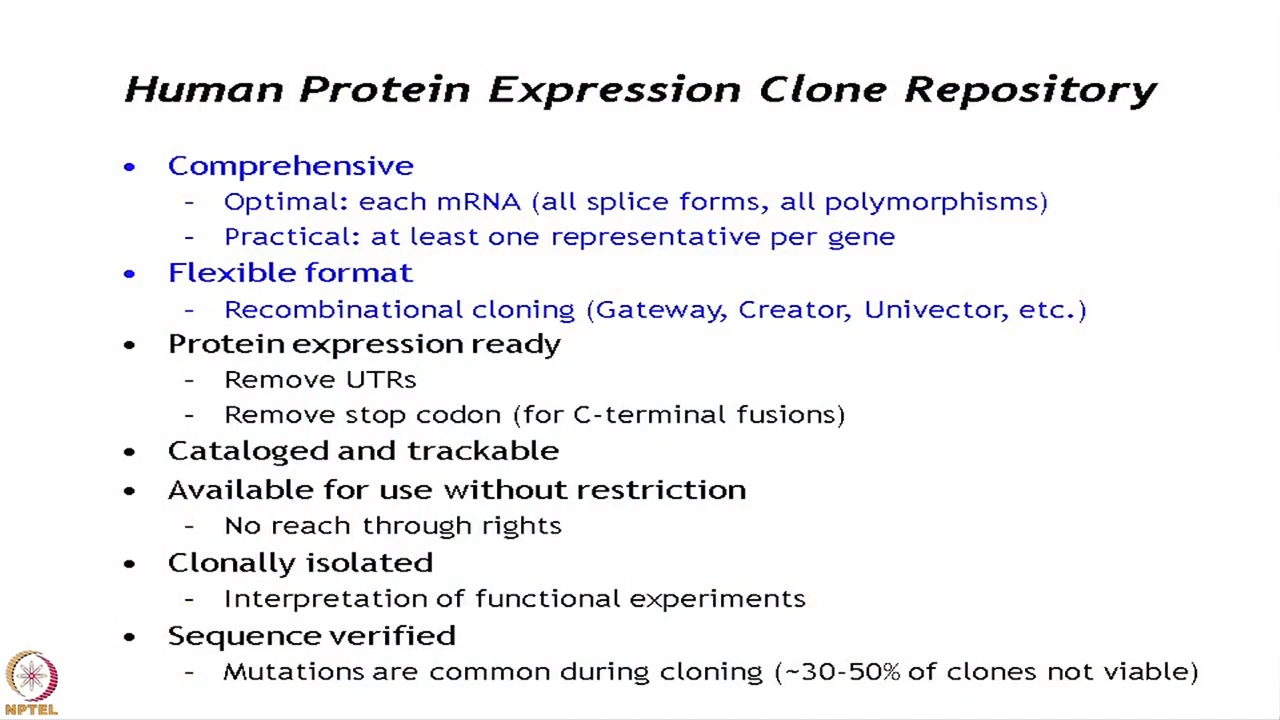 Human Protein Expression Clone Repository
• Comprehensive
- Optimal: each mRNA (all splice forms, all polymorphisms)
- Practical: at least one representative per gene
• Flexible format
- Recombinational cloning (Gateway, Creator, Univector, etc.)
• Protein expression ready
- Remove UTRs
- Remove stop codon (for C-terminal fusions)
• Cataloged and trackable
• Available for use without restriction
- No reach through rights
• Clonally isolated
- Interpretation of functional experiments
• Sequence verified
- Mutations are common during cloning (~30-50% of clones not viable)
NPTEL